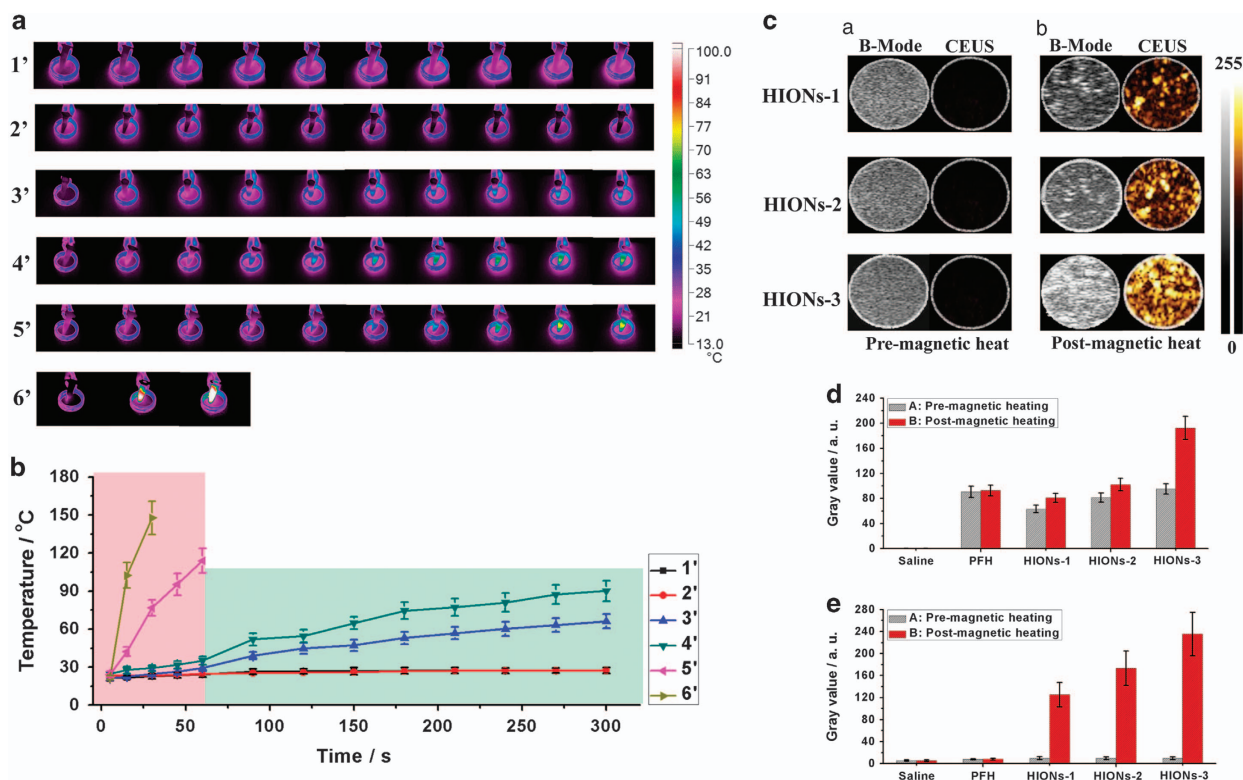 a
1’
2’
3’
4’
5’
6’
100.0
91
84
77
70
63
56
49
42
35
28
21
13.0
°C
b
Temperature / °C
180
150
120
90
60
30
0
0 50 100 150 200 250 300
Time / s
1'
2'
3'
4'
5'
6'
c
a b
B-Mode CEUS B-Mode CEUS
255
HIONs-1
HIONs-2
HIONs-3
Pre-magnetic heat Post-magnetic heat
0
d
Gray value / a. u.
240
200
160
120
80
40
0
A: Pre-magnetic heating
B: Post-magnetic heating
Saline PFH HIONs-1 HIONs-2 HIONs-3
e
Gray value / a. u.
280
240
200
160
120
80
40
0
A: Pre-magnetic heating
B: Post-magnetic heating
Saline PFH HIONs-1 HIONs-2 HIONs-3